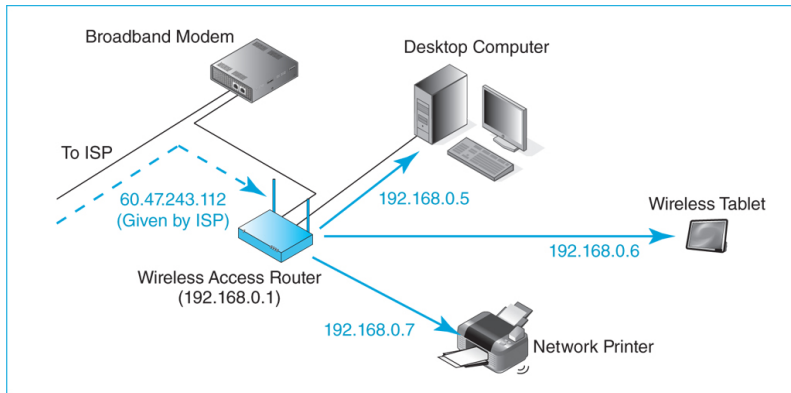 Broadband Modem
Desktop Computer
To ISP
60.47.243.112
(Given by ISP)
192.168.0.5
Wireless Tablet
192.168.0.6
Wireless Access Router
(192.168.0.1)
192.168.0.7
Network Printer